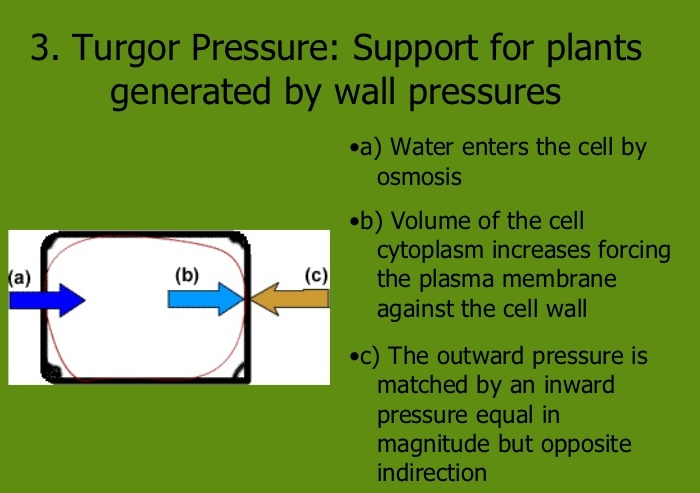 3. Turgor Pressure: Support for plants
generated by wall pressures
•a) Water enters the cell by
osmosis
•b) Volume of the cell
cytoplasm increases forcing
the plasma membrane
against the cell wall
•c) The outward pressure is
matched by an inward
pressure equal in
magnitude but opposite
indirection
(a)
(b)
(c)